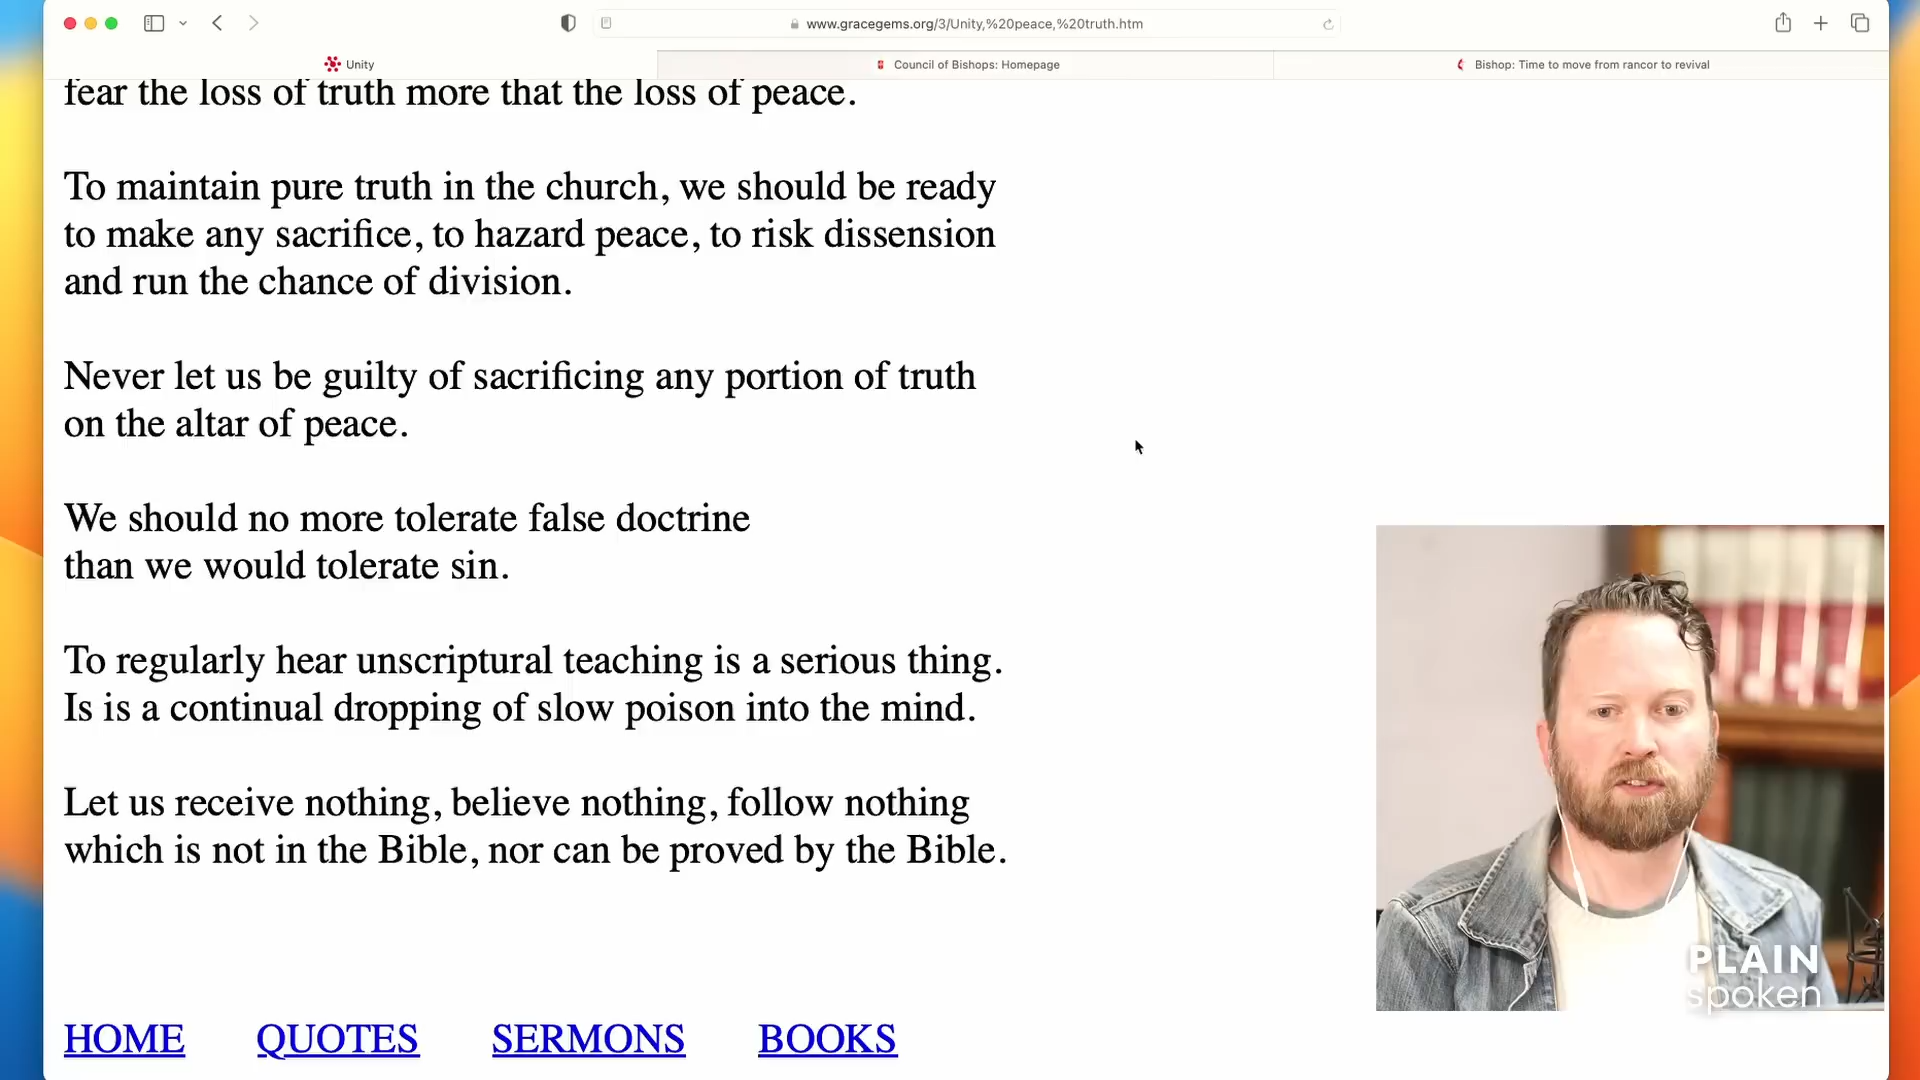 www.gracegems.org/3/Unity,%20peace,%20truth.htm
Unity
Council of Bishops: Homepage
Bishop: Time to move from rancor to revival
fear the loss of truth more that the loss of peace.
To maintain pure truth in the church, we should be ready
to make any sacrifice, to hazard peace, to risk dissension
and run the chance of division.
Never let us be guilty of sacrificing any portion of truth
on the altar of peace.
We should no more tolerate false doctrine
than we would tolerate sin.
To regularly hear unscriptural teaching is a serious thing.
Is is a continual dropping of slow poison into the mind.
Let us receive nothing, believe nothing, follow nothing
which is not in the Bible, nor can be proved by the Bible.
PLAIN
spoken
HOME QUOTES SERMONS BOOKS